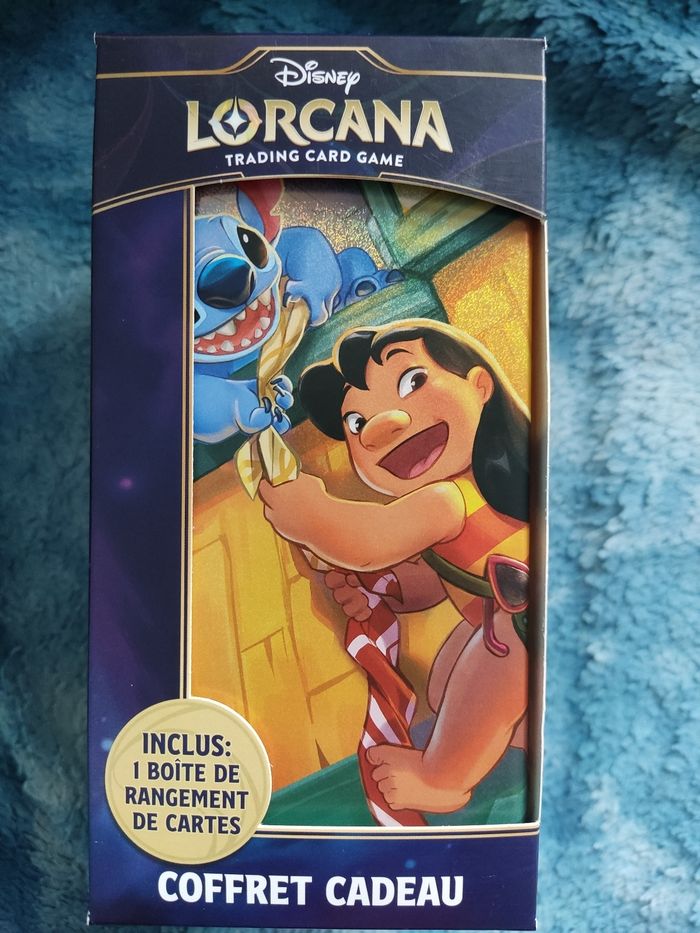 Disney
LORCANA
TRADING CARD GAME
INCLUS:
1 BOÎTE DE
RANGEMENT
DE CARTES
COFFRET CADEAU